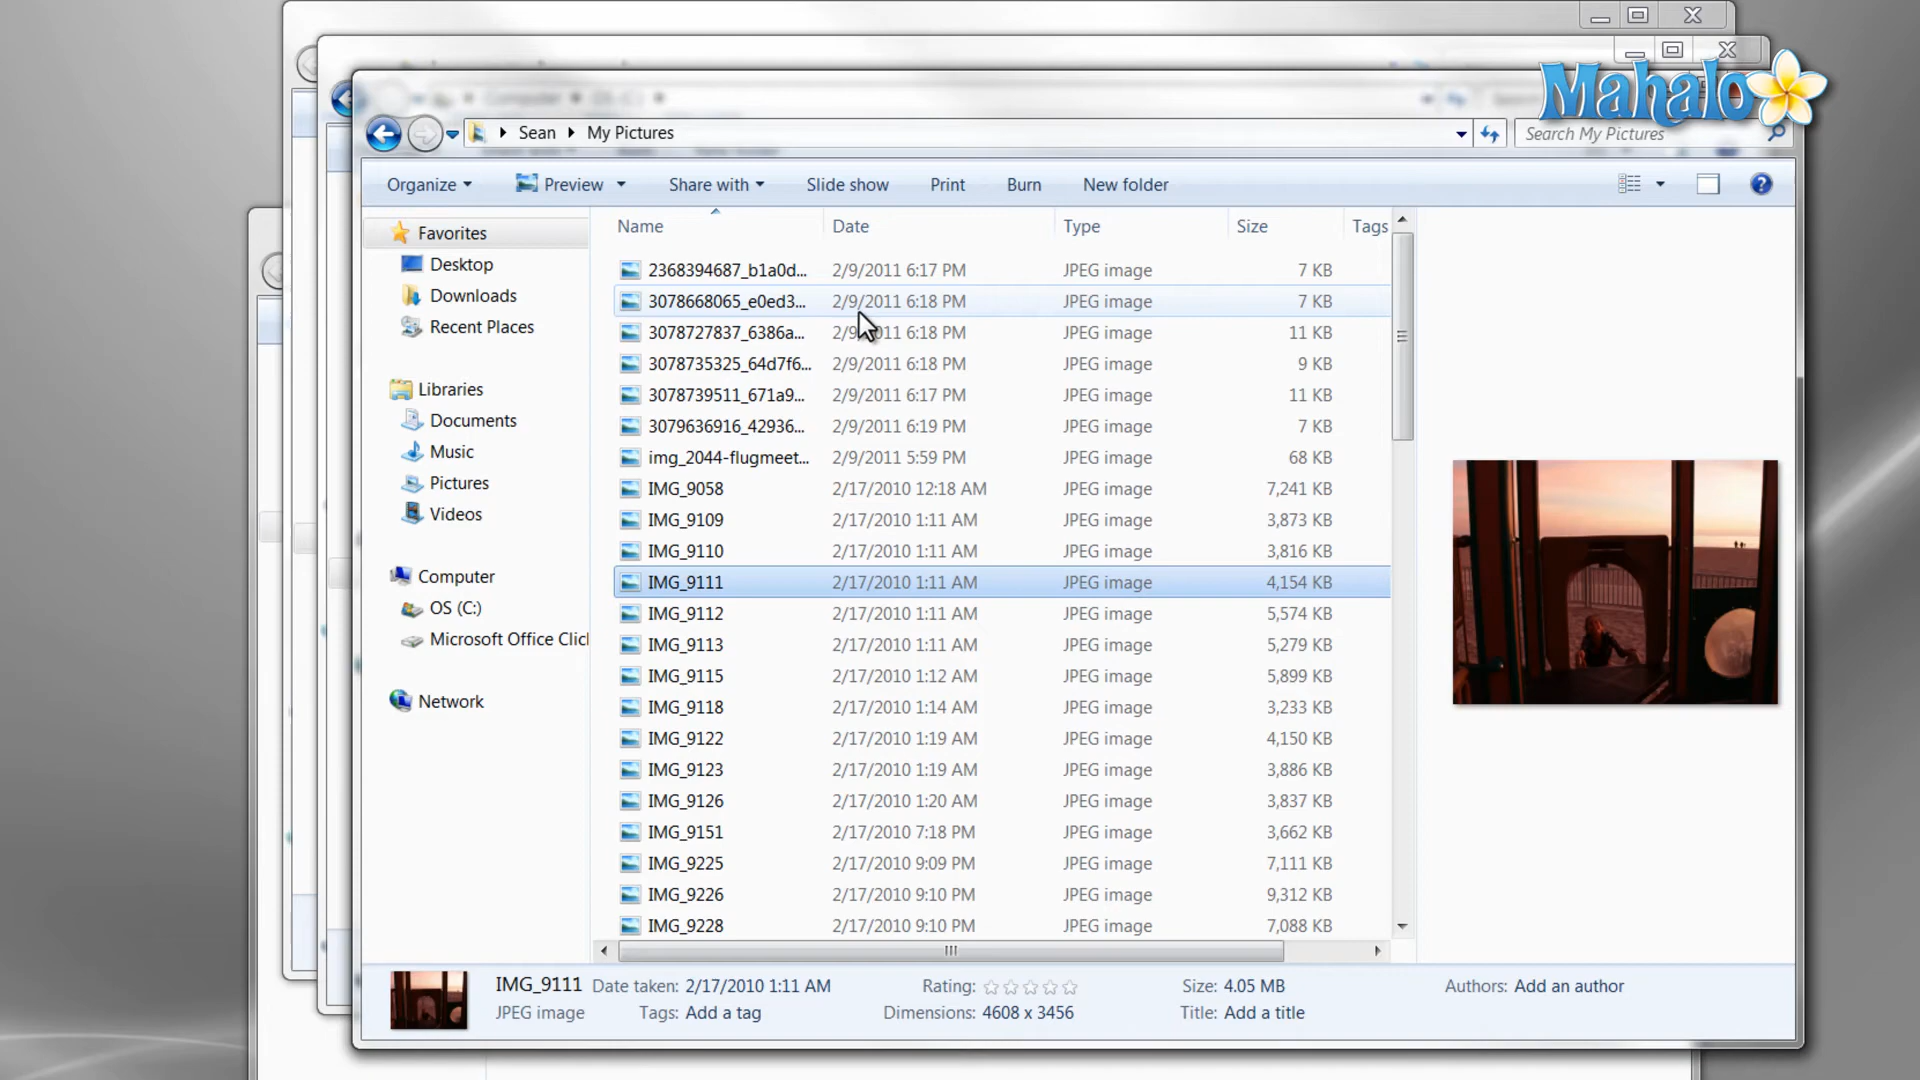 Mahalo
Sean My Pictures Search My Pictures
Organize Preview Share with Slide show Print Burn New folder
Name Date Type Size Tags
Favorites
Desktop
Downloads
Recent Places
Libraries
Documents
Music
Pictures
Videos
Computer
OS (C:)
Microsoft Office Clic
Network
2368394687_b1a0d... 2/9/2011 6:17 PM JPEG image 7 KB
3078668065_e0ed3... 2/9/2011 6:18 PM JPEG image 7 KB
3078727837_6386a... 2/9/2011 6:18 PM JPEG image 11 KB
3078735325_64d7f6... 2/9/2011 6:18 PM JPEG image 9 KB
3078739511_671a9... 2/9/2011 6:17 PM JPEG image 11 KB
3079636916_42936... 2/9/2011 6:19 PM JPEG image 7 KB
img_2044-flugmeet... 2/9/2011 5:59 PM JPEG image 68 KB
IMG_9058 2/17/2010 12:18 AM JPEG image 7,241 KB
IMG_9109 2/17/2010 1:11 AM JPEG image 3,873 KB
IMG_9110 2/17/2010 1:11 AM JPEG image 3,816 KB
IMG_9111 2/17/2010 1:11 AM JPEG image 4,154 KB
IMG_9112 2/17/2010 1:11 AM JPEG image 5,574 KB
IMG_9113 2/17/2010 1:11 AM JPEG image 5,279 KB
IMG_9115 2/17/2010 1:12 AM JPEG image 5,899 KB
IMG_9118 2/17/2010 1:14 AM JPEG image 3,233 KB
IMG_9122 2/17/2010 1:19 AM JPEG image 4,150 KB
IMG_9123 2/17/2010 1:19 AM JPEG image 3,886 KB
IMG_9126 2/17/2010 1:20 AM JPEG image 3,837 KB
IMG_9151 2/17/2010 7:18 PM JPEG image 3,662 KB
IMG_9225 2/17/2010 9:09 PM JPEG image 7,111 KB
IMG_9226 2/17/2010 9:10 PM JPEG image 9,312 KB
IMG_9228 2/17/2010 9:10 PM JPEG image 7,088 KB
IMG_9111 Date taken: 2/17/2010 1:11 AM Rating: Size: 4.05 MB Authors: Add an author
JPEG image Tags: Add a tag Dimensions: 4608 x 3456 Title: Add a title